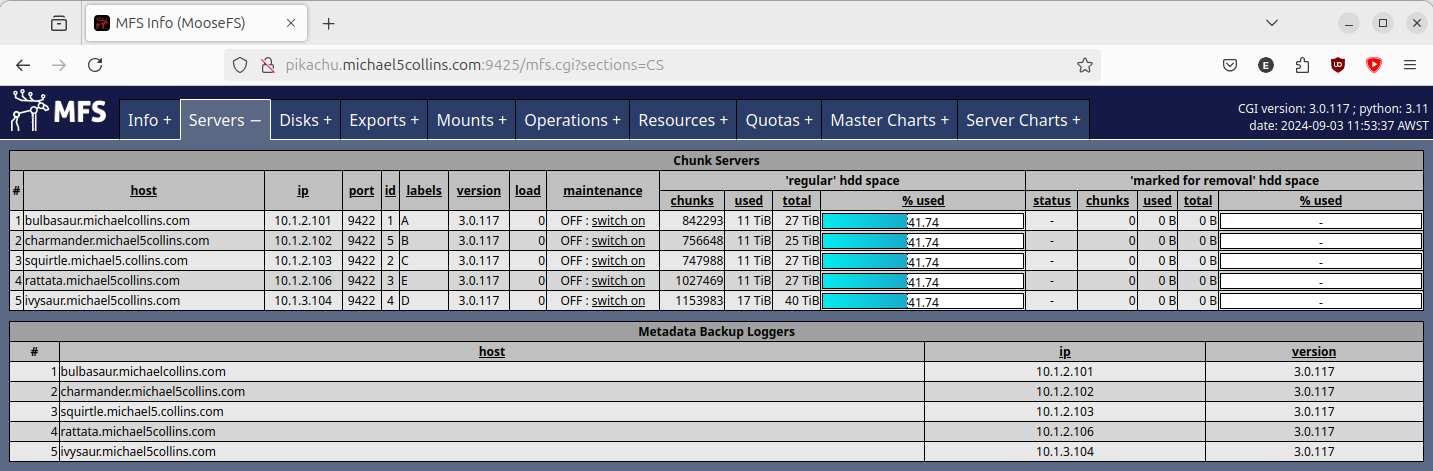 MFS Info (MooseFS)
pikachu.michael5collins.com:9425/mfs.cgi?sections=CS
MFS
Info + Servers − Disks + Exports + Mounts + Operations + Resources + Quotas + Master Charts + Server Charts +
CGI version: 3.0.117 ; python: 3.11
date: 2024-09-03 11:53:37 AWST
Chunk Servers
# host ip port id labels version load maintenance 'regular' hdd space 'marked for removal' hdd space
chunks used total % used status chunks used total % used
1 bulbasaur.michaelcollins.com 10.1.2.101 9422 1 A 3.0.117 0 OFF : switch on 842293 11 TiB 27 TiB 41.74 - 0 0 B 0 B -
2 charmander.michael5collins.com 10.1.2.102 9422 5 B 3.0.117 0 OFF : switch on 756648 11 TiB 25 TiB 41.74 - 0 0 B 0 B -
3 squirtle.michael5.collins.com 10.1.2.103 9422 2 C 3.0.117 0 OFF : switch on 747988 11 TiB 27 TiB 41.74 - 0 0 B 0 B -
4 rattata.michael5collins.com 10.1.2.106 9422 3 E 3.0.117 0 OFF : switch on 1027469 11 TiB 27 TiB 41.74 - 0 0 B 0 B -
5 ivysaur.michael5collins.com 10.1.3.104 9422 4 D 3.0.117 0 OFF : switch on 1153983 17 TiB 40 TiB 41.74 - 0 0 B 0 B -
Metadata Backup Loggers
# host ip version
1 bulbasaur.michaelcollins.com 10.1.2.101 3.0.117
2 charmander.michael5collins.com 10.1.2.102 3.0.117
3 squirtle.michael5.collins.com 10.1.2.103 3.0.117
4 rattata.michael5collins.com 10.1.2.106 3.0.117
5 ivysaur.michael5collins.com 10.1.3.104 3.0.117